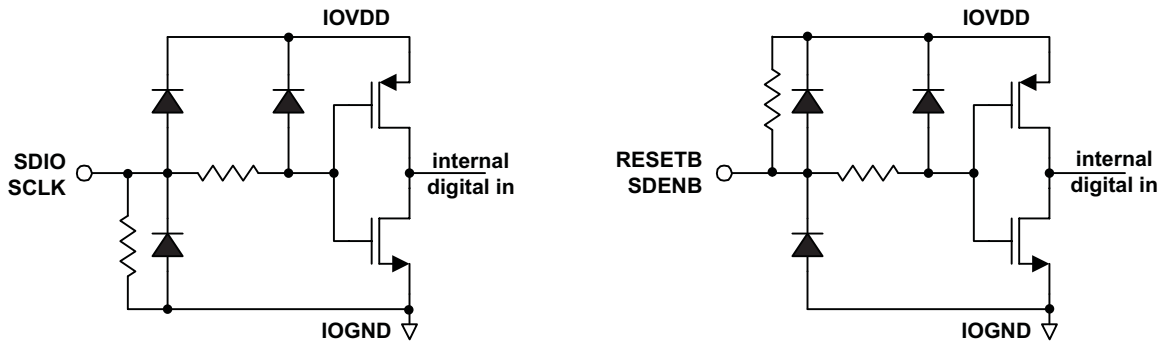 IOVDD
SDIO
SCLK
internal
digital in
IOGND
IOVDD
RESETB
SDENB
internal
digital in
IOGND